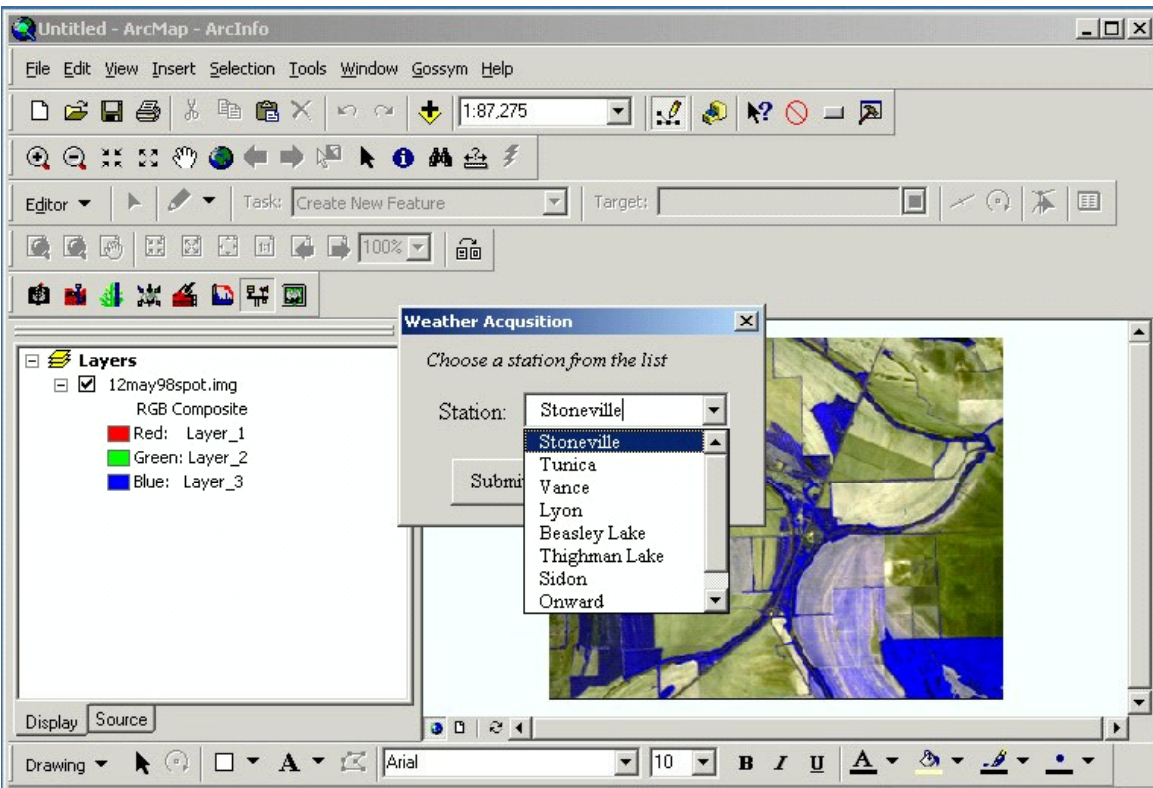 Untitled - ArcMap - ArcInfo
File Edit View Insert Selection Tools Window Gossym Help
1:87,275
Editor Task: Create New Feature Target:
1:1 100%
Weather Acqusition
Choose a station from the list
Station: Stoneville
Stoneville
Tunica
Vance
Lyon
Beasley Lake
Thighman Lake
Sidon
Onward
Submi
Layers
12may98spot.img
RGB Composite
Red: Layer_1
Green: Layer_2
Blue: Layer_3
Display Source
Drawing A Arial 10 B I U A